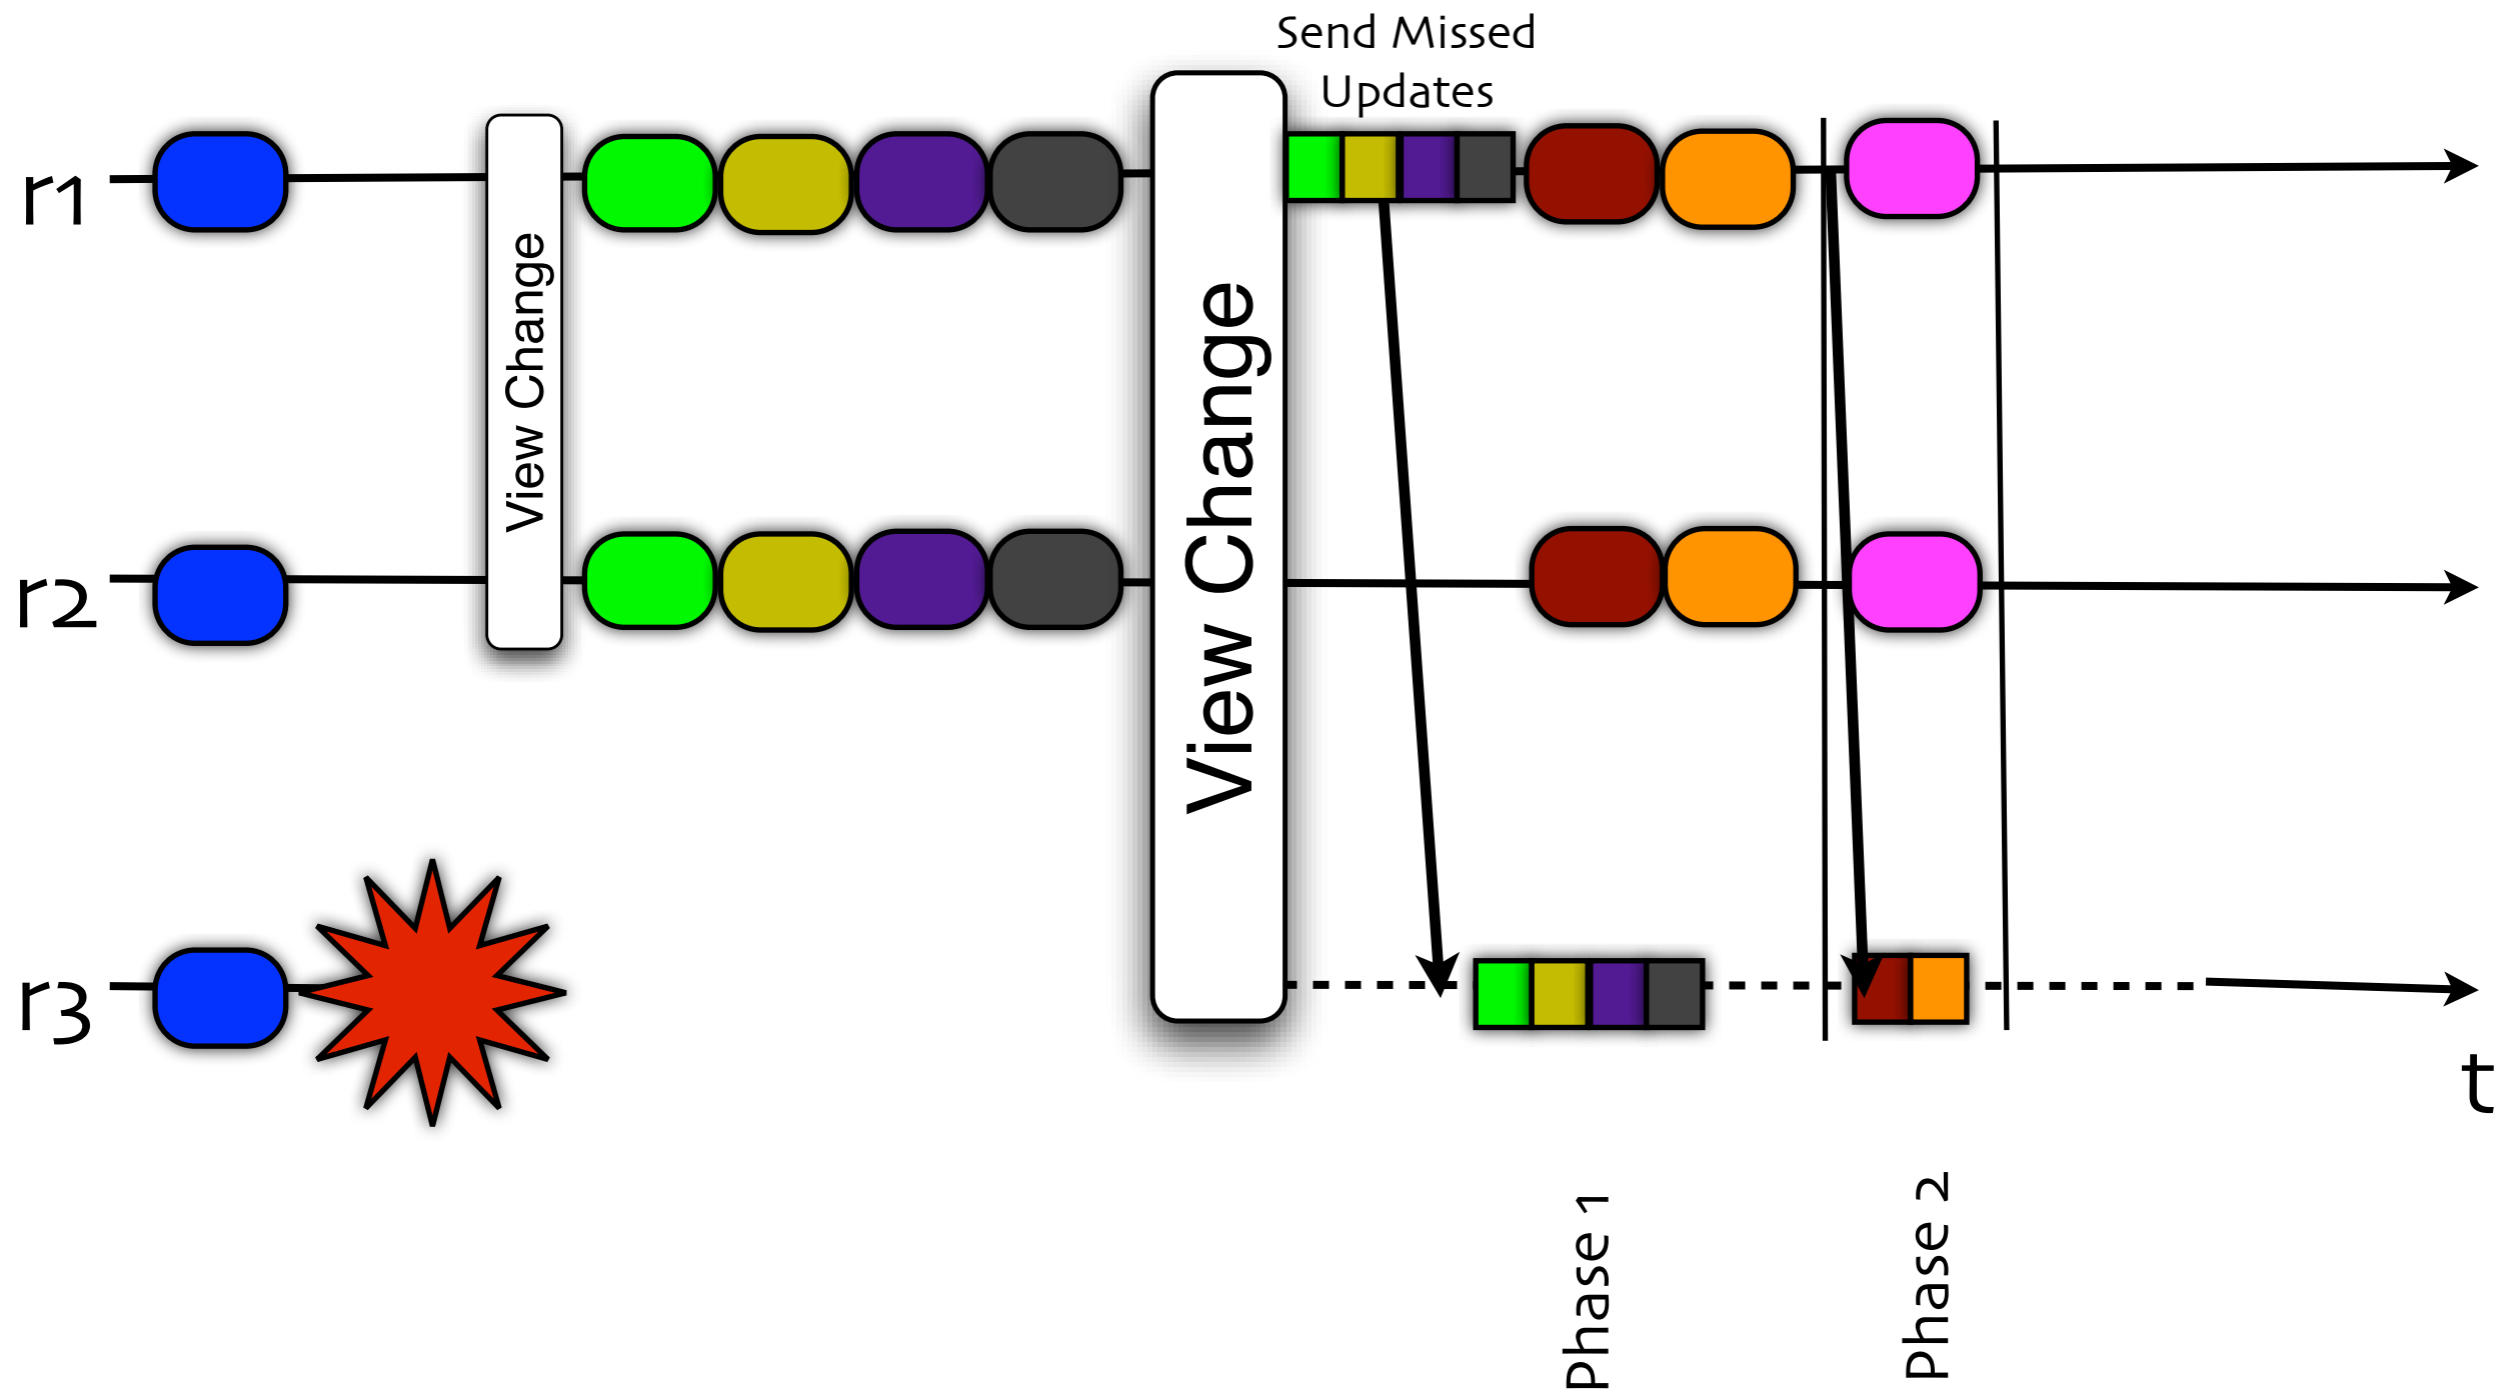 Send Missed
Updates
r1
View Change
View Change
r2
r3
t
Phase 1
Phase 2